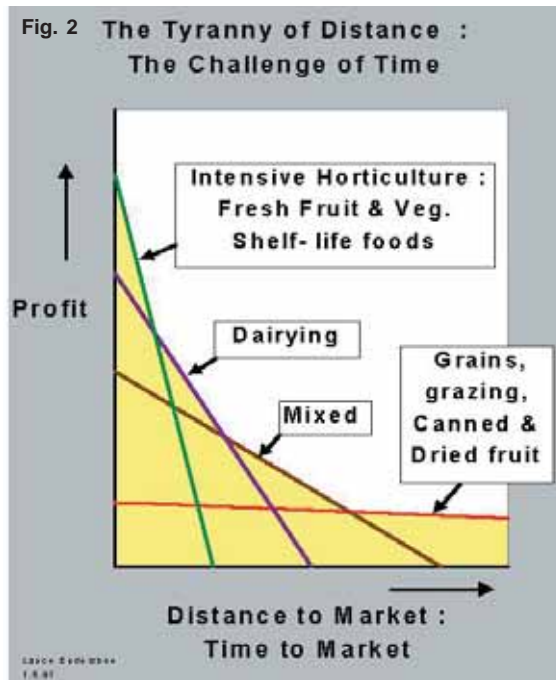 Fig. 2 The Tyranny of Distance :
The Challenge of Time
Intensive Horticulture :
Fresh Fruit & Veg.
Shelf- life foods
Profit
Dairying
Mixed
Grains,
grazing,
Canned &
Dried fruit
Distance to Market :
Time to Market